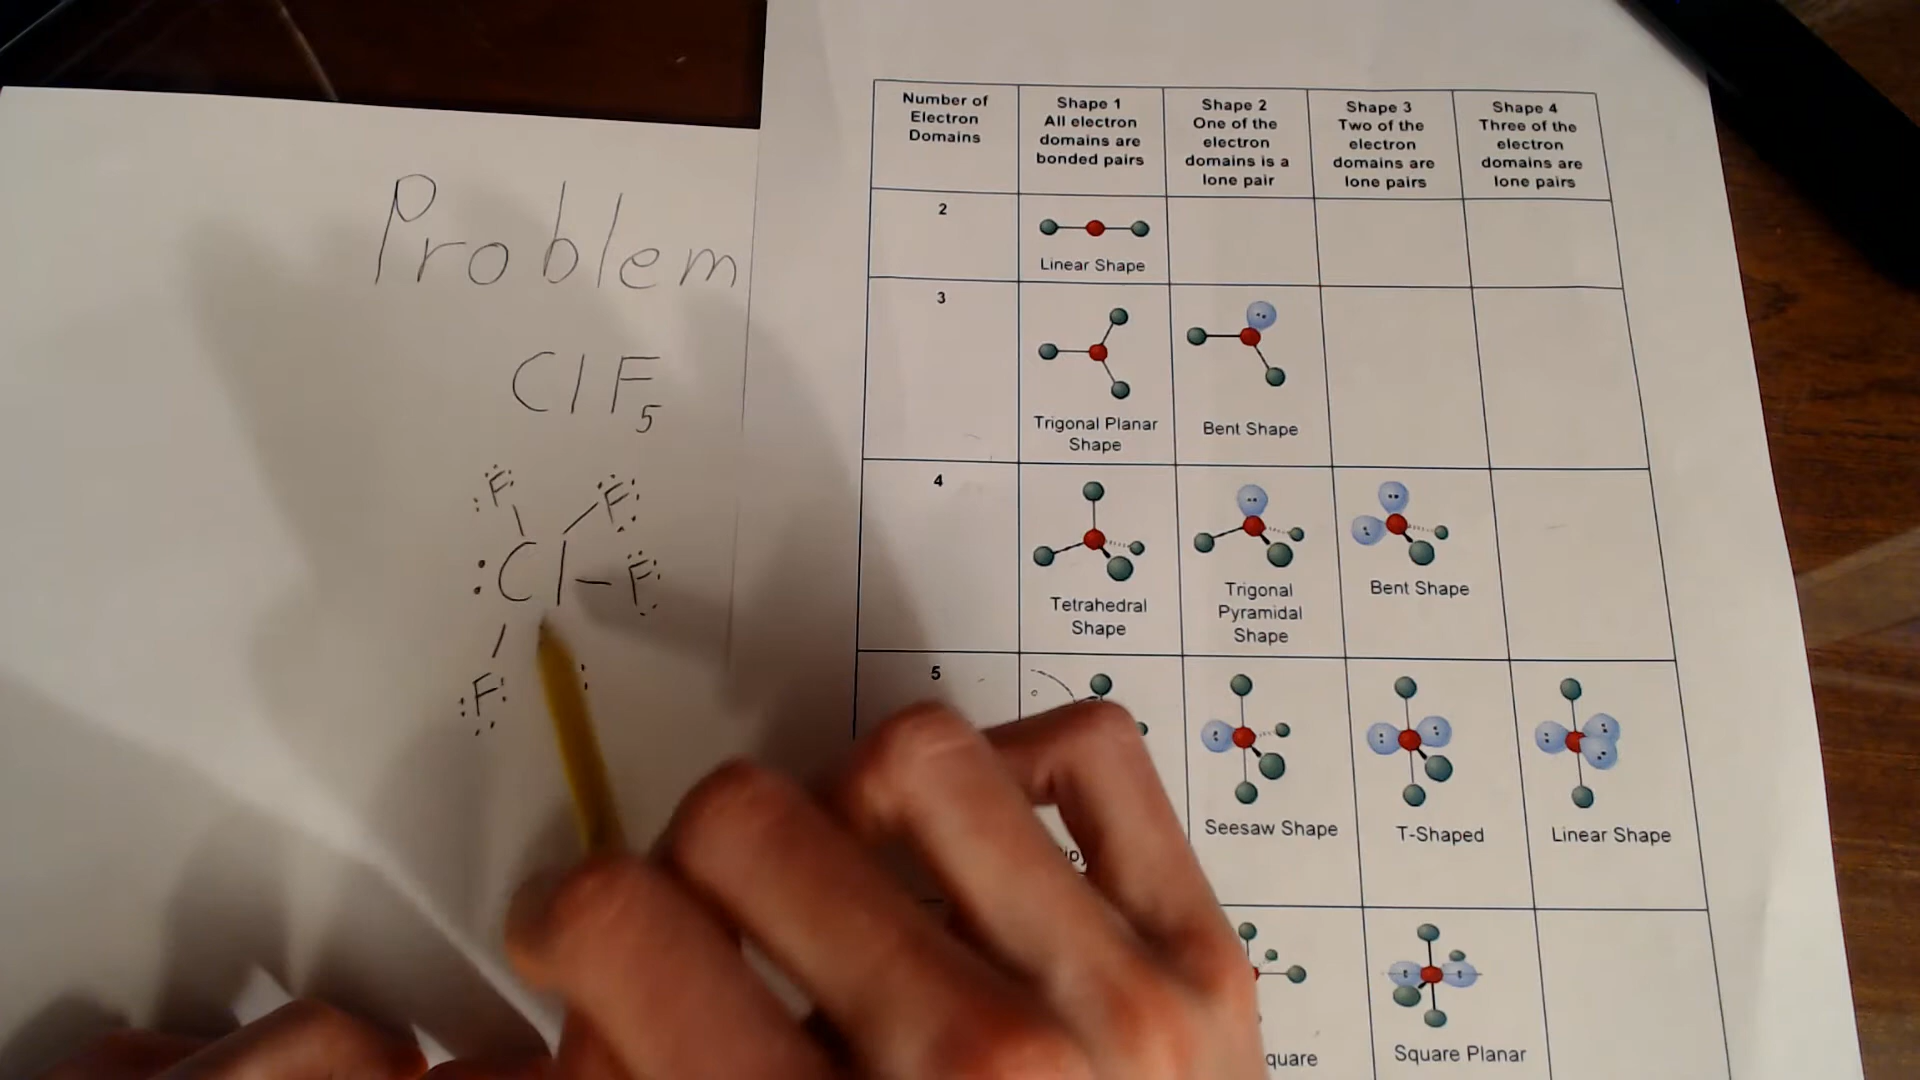 Problem
ClF5
F F
:Cl-F
F
Number of Electron Domains
Shape 1 All electron domains are bonded pairs
Shape 2 One of the electron domains is a lone pair
Shape 3 Two of the electron domains are lone pairs
Shape 4 Three of the electron domains are lone pairs
2
Linear Shape
3
Trigonal Planar Shape
Bent Shape
4
Tetrahedral Shape
Trigonal Pyramidal Shape
Bent Shape
5
Seesaw Shape
T-Shaped
Linear Shape
quare
Square Planar